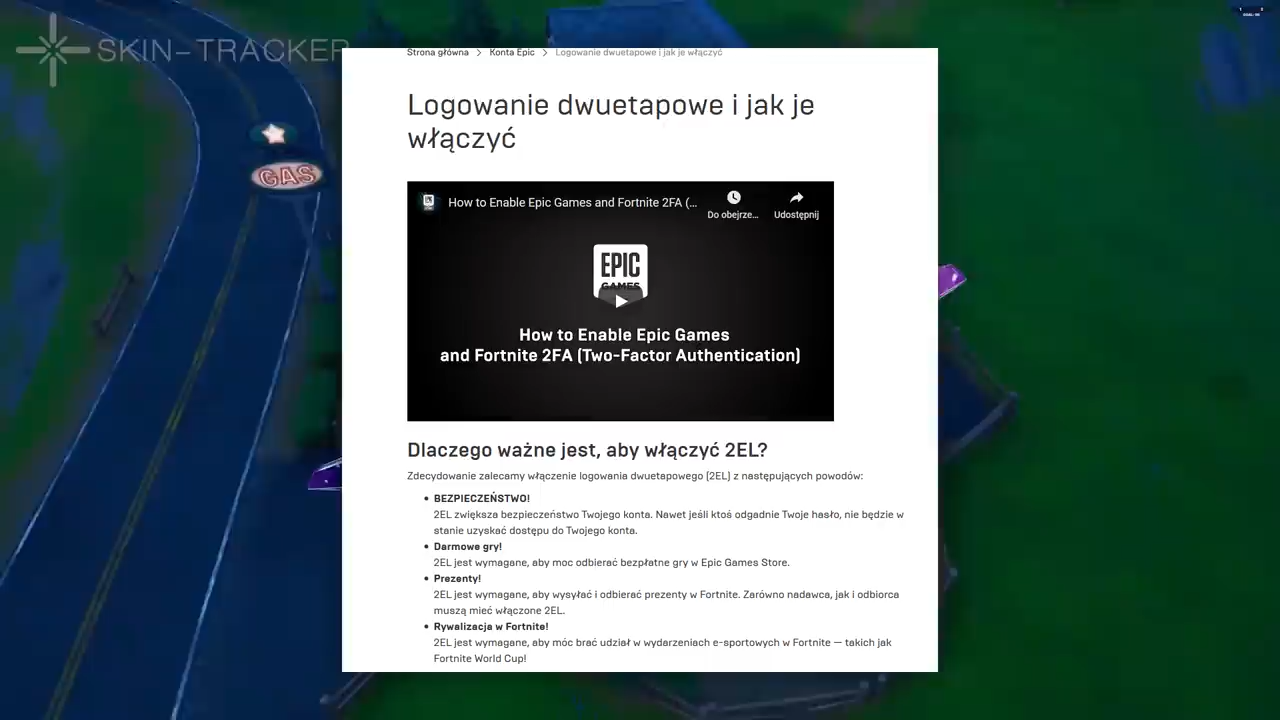 SKIN-TRACKER
GAS
Strona główna > Konta Epic > Logowanie dwuetapowe i jak je włączyć
Logowanie dwuetapowe i jak je
włączyć
How to Enable Epic Games and Fortnite 2FA (...
Do obejrze...
Udostępnij
EPIC
GAMES
How to Enable Epic Games
and Fortnite 2FA (Two-Factor Authentication)
Dlaczego ważne jest, aby włączyć 2EL?
Zdecydowanie zalecamy włączenie logowania dwuetapowego (2EL) z następujących powodów:
• BEZPIECZEŃSTWO!
2EL zwiększa bezpieczeństwo Twojego konta. Nawet jeśli ktoś odgadnie Twoje hasło, nie będzie w
stanie uzyskać dostępu do Twojego konta.
• Darmowe gry!
2EL jest wymagane, aby moc odbierać bezpłatne gry w Epic Games Store.
• Prezenty!
2EL jest wymagane, aby wysyłać i odbierać prezenty w Fortnite. Zarówno nadawca, jak i odbiorca
muszą mieć włączone 2EL.
• Rywalizacja w Fortnite!
2EL jest wymagane, aby móc brać udział w wydarzeniach e-sportowych w Fortnite — takich jak
Fortnite World Cup!